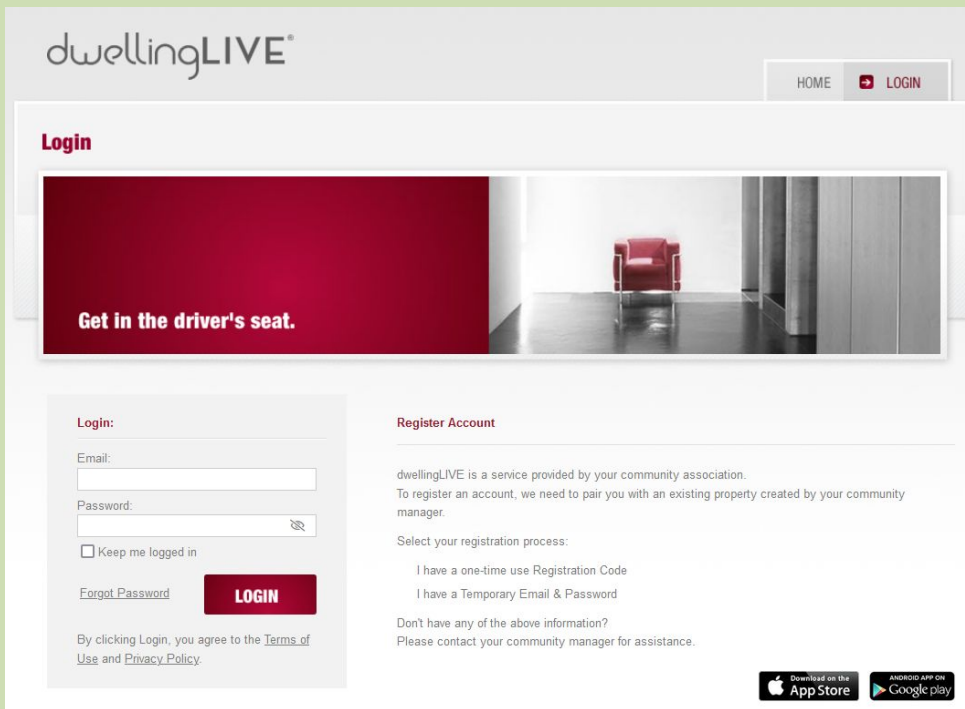 dwellingLIVE®
HOME
LOGIN
Login
Get in the driver's seat.
Login:
Email:
Password:
Keep me logged in
Forgot Password
LOGIN
By clicking Login, you agree to the Terms of
Use and Privacy Policy.
Register Account
dwellingLIVE is a service provided by your community association.
To register an account, we need to pair you with an existing property created by your community
manager.
Select your registration process:
I have a one-time use Registration Code
I have a Temporary Email & Password
Don't have any of the above information?
Please contact your community manager for assistance.
Download on the
App Store
ANDROID APP ON
Google play